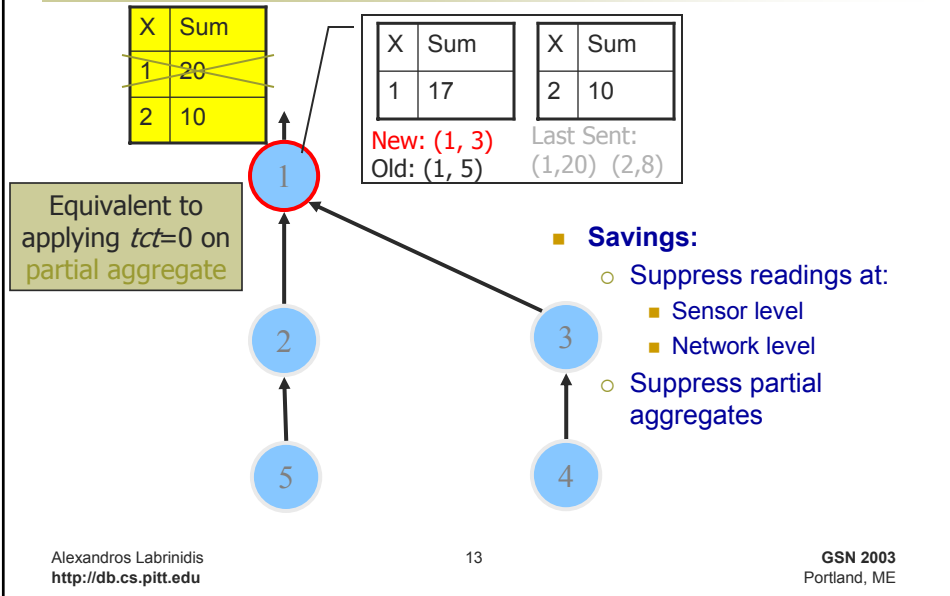 X Sum
1 20
2 10
X Sum
1 17
X Sum
2 10
New: (1, 3)
Old: (1, 5)
Last Sent:
(1,20) (2,8)
1
Equivalent to
applying tct=0 on
partial aggregate
2
3
5
4
■ Savings:
○ Suppress readings at:
■ Sensor level
■ Network level
○ Suppress partial
aggregates
Alexandros Labrinidis
http://db.cs.pitt.edu
13
GSN 2003
Portland, ME